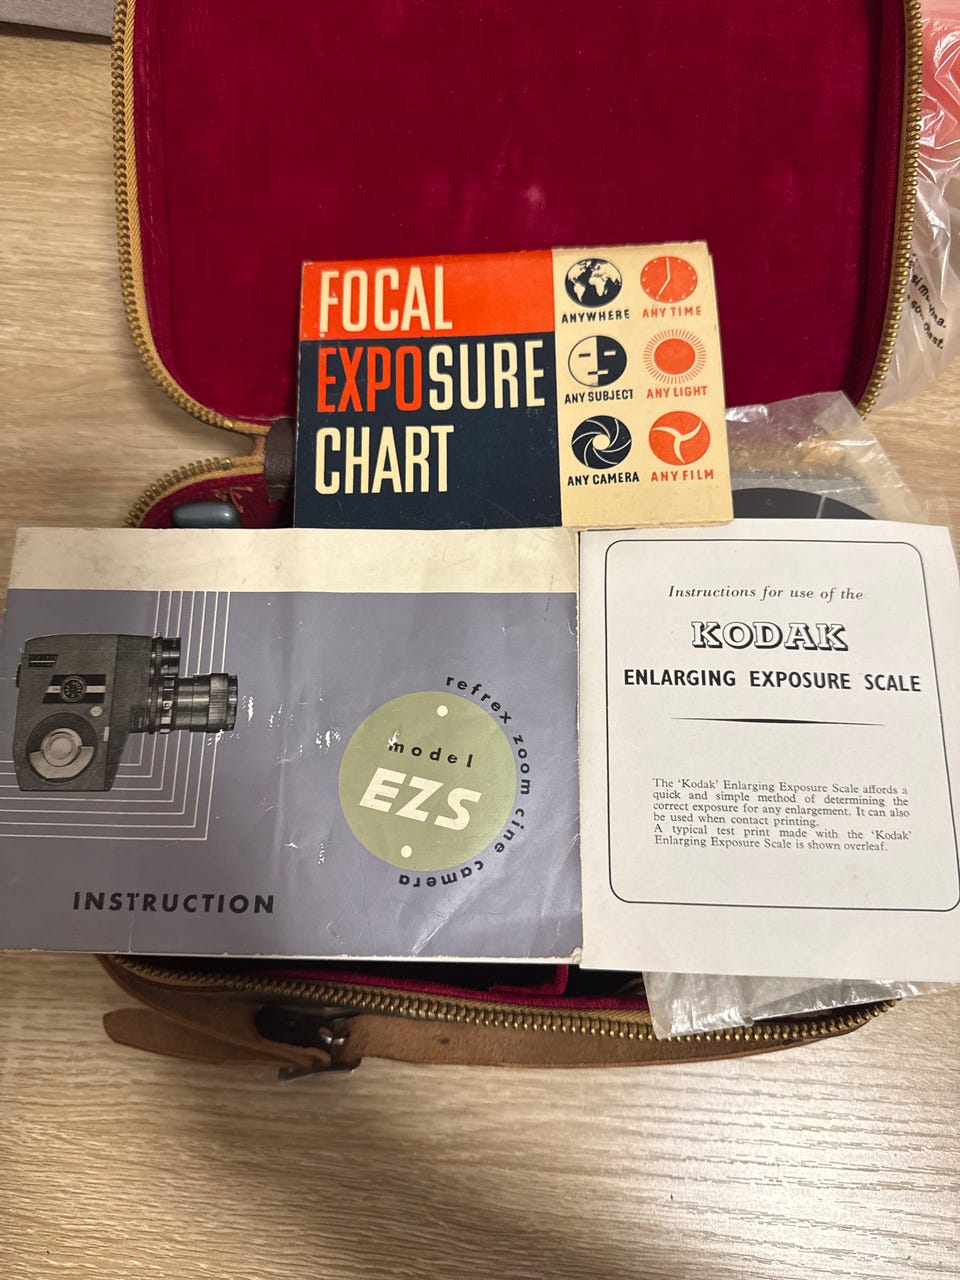 FOCAL
EXPOSURE
CHART
ANYWHERE
ANY TIME
ANY SUBJECT
ANY LIGHT
ANY CAMERA
ANY FILM
refrex zoom cine camera
model
EZS
INSTRUCTION
Instructions for use of the
KODAK
ENLARGING EXPOSURE SCALE
The 'Kodak' Enlarging Exposure Scale affords a
quick and simple method of determining the
correct exposure for any enlargement. It can also
be used when contact printing.
A typical test print made with the 'Kodak'
Enlarging Exposure Scale is shown overleaf.